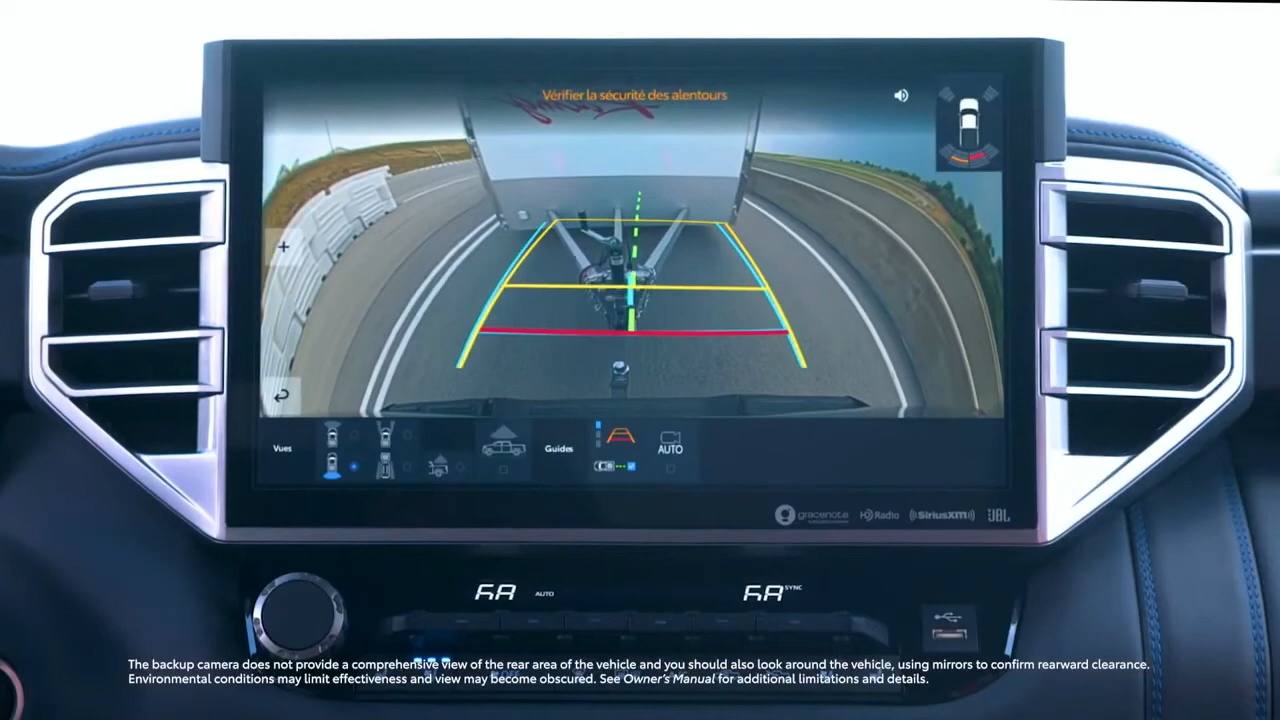 Vérifier la sécurité des alentours
Vues
Guides
AUTO
gracenote
HD Radio
SiriusXM
JBL
68 AUTO
68 SYNC
The backup camera does not provide a comprehensive view of the rear area of the vehicle and you should also look around the vehicle, using mirrors to confirm rearward clearance.
Environmental conditions may limit effectiveness and view may become obscured. See Owner's Manual for additional limitations and details.